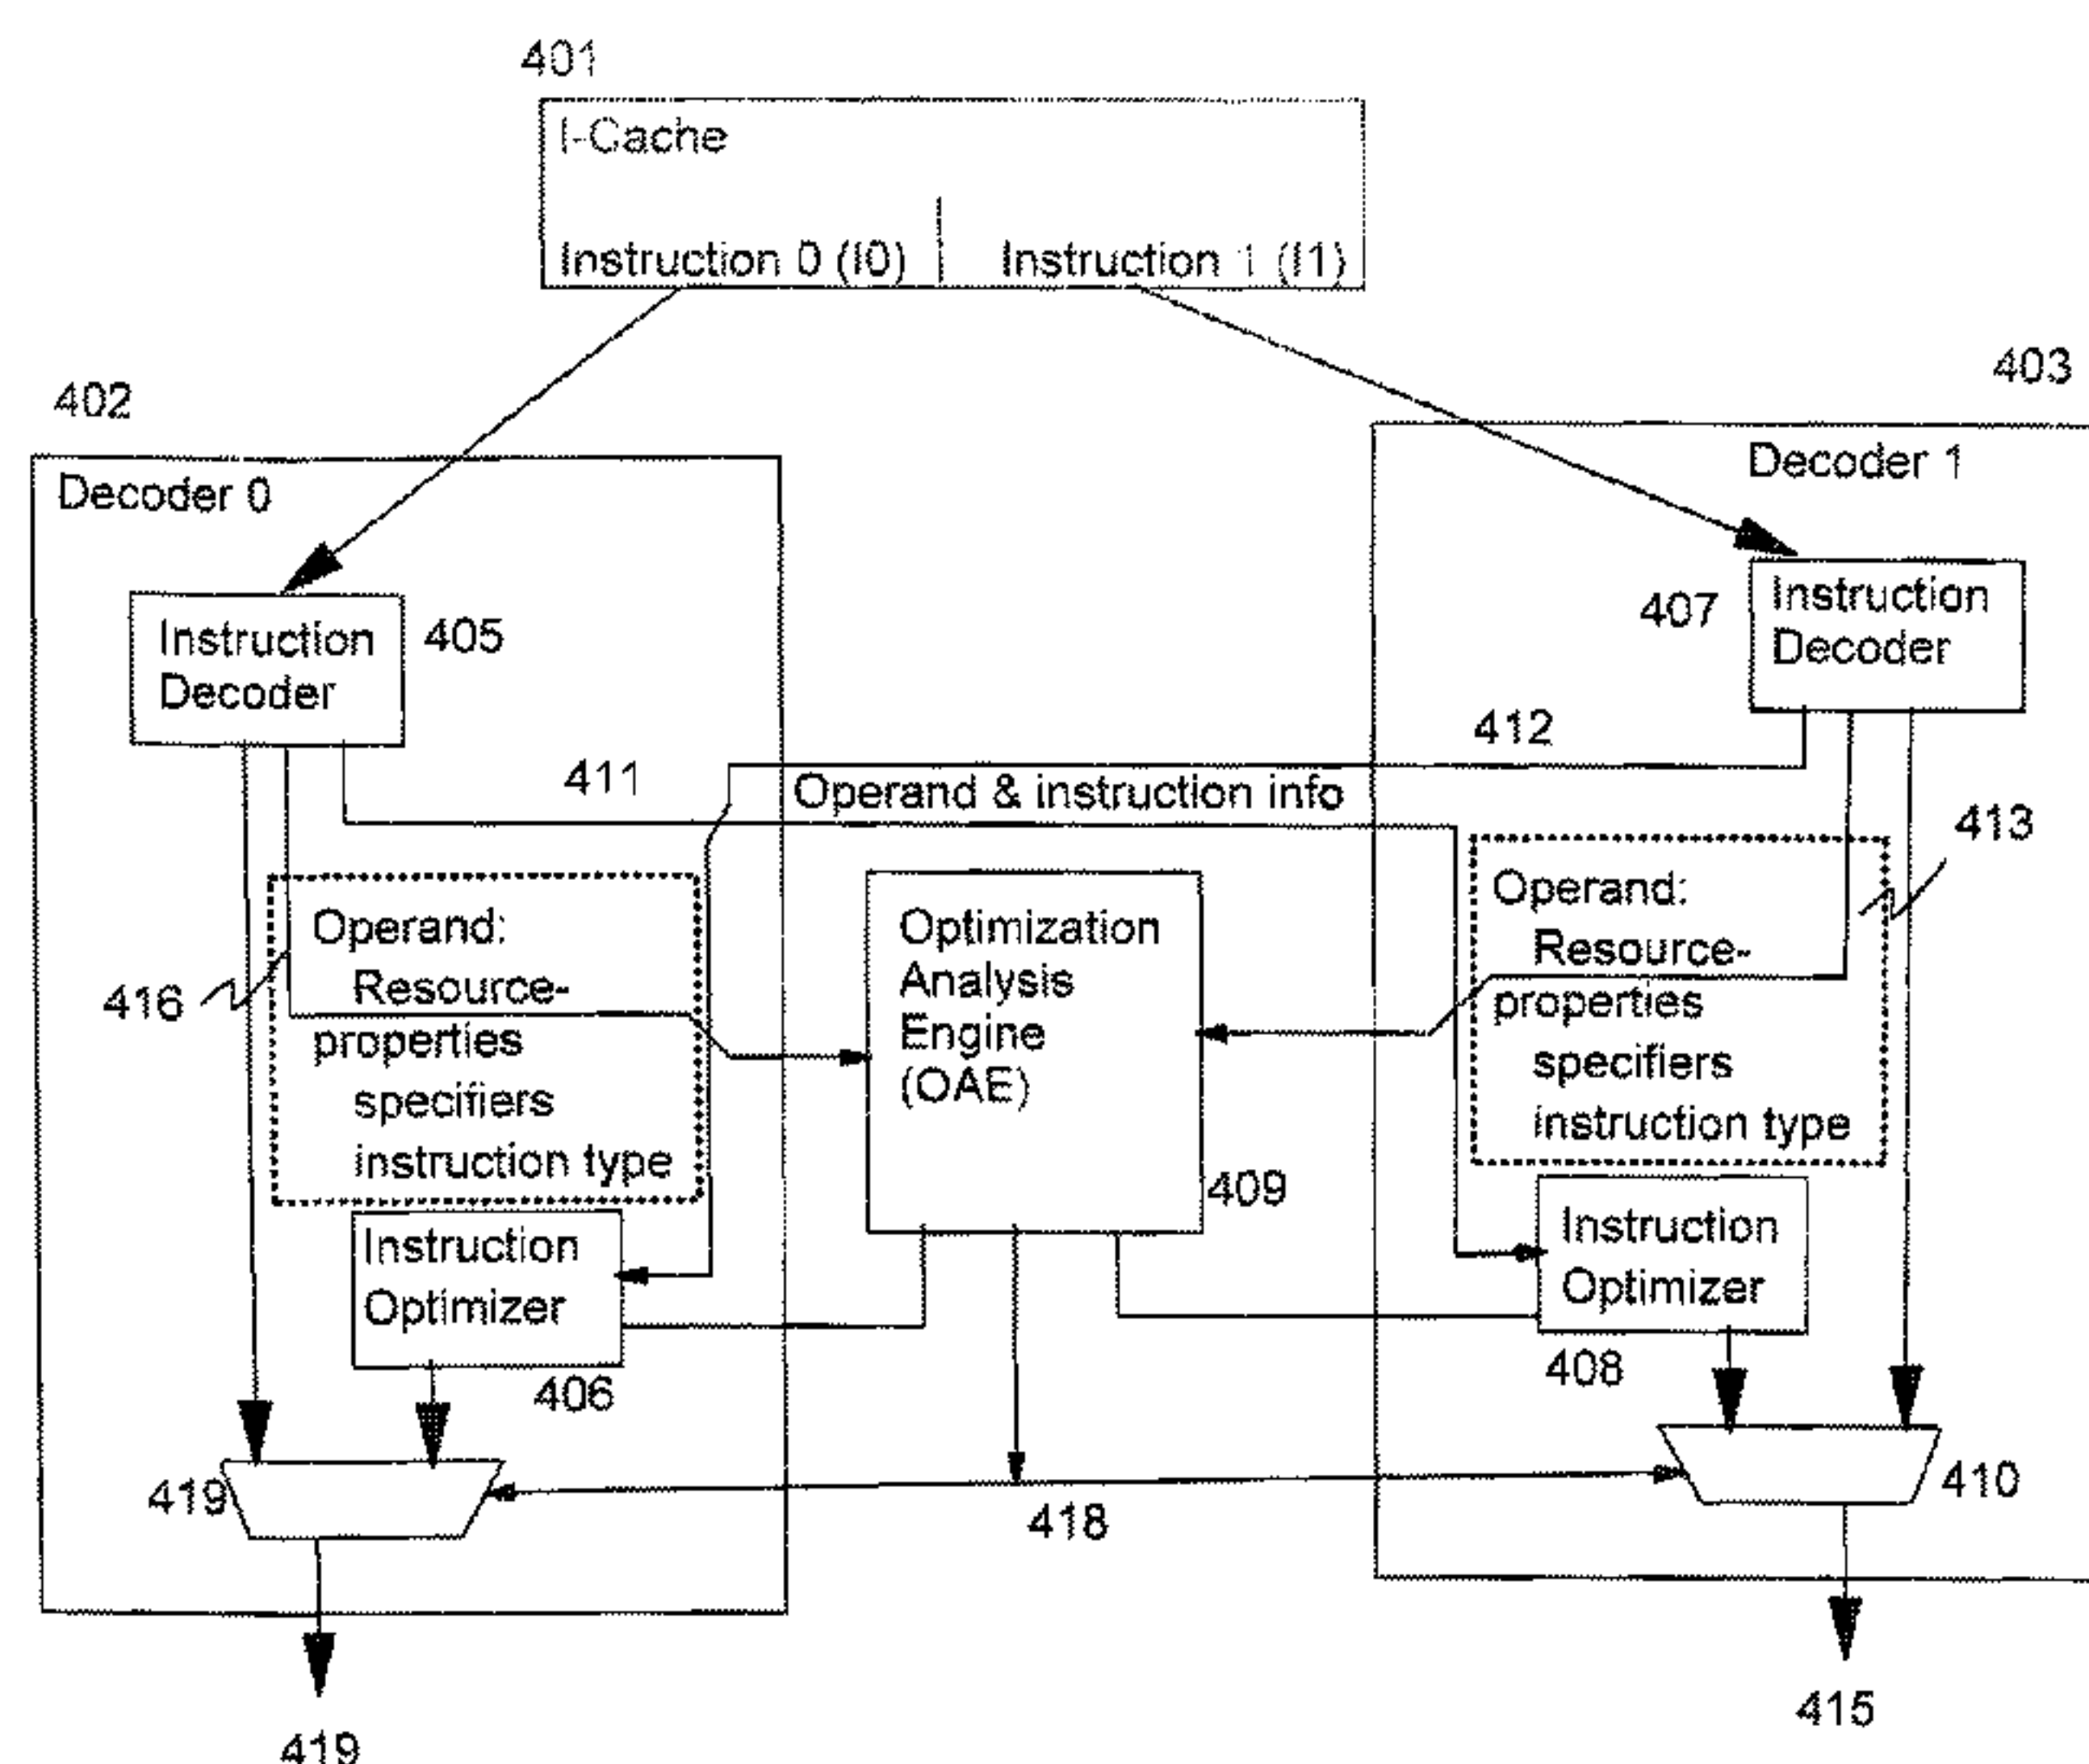 401
I-Cache
Instruction 0 (I0)
Instruction 1 (I1)
402
403
Decoder 0
Decoder 1
Instruction
Decoder
405
407
Instruction
Decoder
411
412
Operand & instruction info
413
Operand:
Resource-
properties
specifiers
instruction type
416
Optimization
Analysis
Engine
(OAE)
409
Operand:
Resource-
properties
specifiers
instruction type
Instruction
Optimizer
406
Instruction
Optimizer
408
419
418
410
419
415